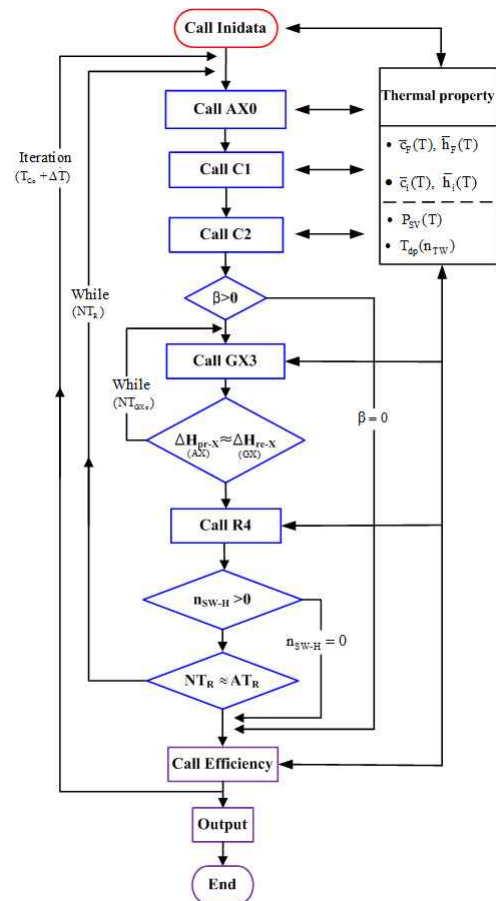 Call Inidata
Thermal property
Call AX0
• c̅F(T), h̅F(T)
Iteration
(TCo + ΔT)
Call C1
• c̅i(T), h̅i(T)
• PSV(T)
Call C2
• Tdp(nTW)
While
(NTR)
β>0
Call GX3
While
(NTGXo)
β = 0
ΔHpr-X ≈ ΔHre-X
(AX) (GX)
Call R4
nSW-H >0
nSW-H = 0
NTR ≈ ATR
Call Efficiency
Output
End